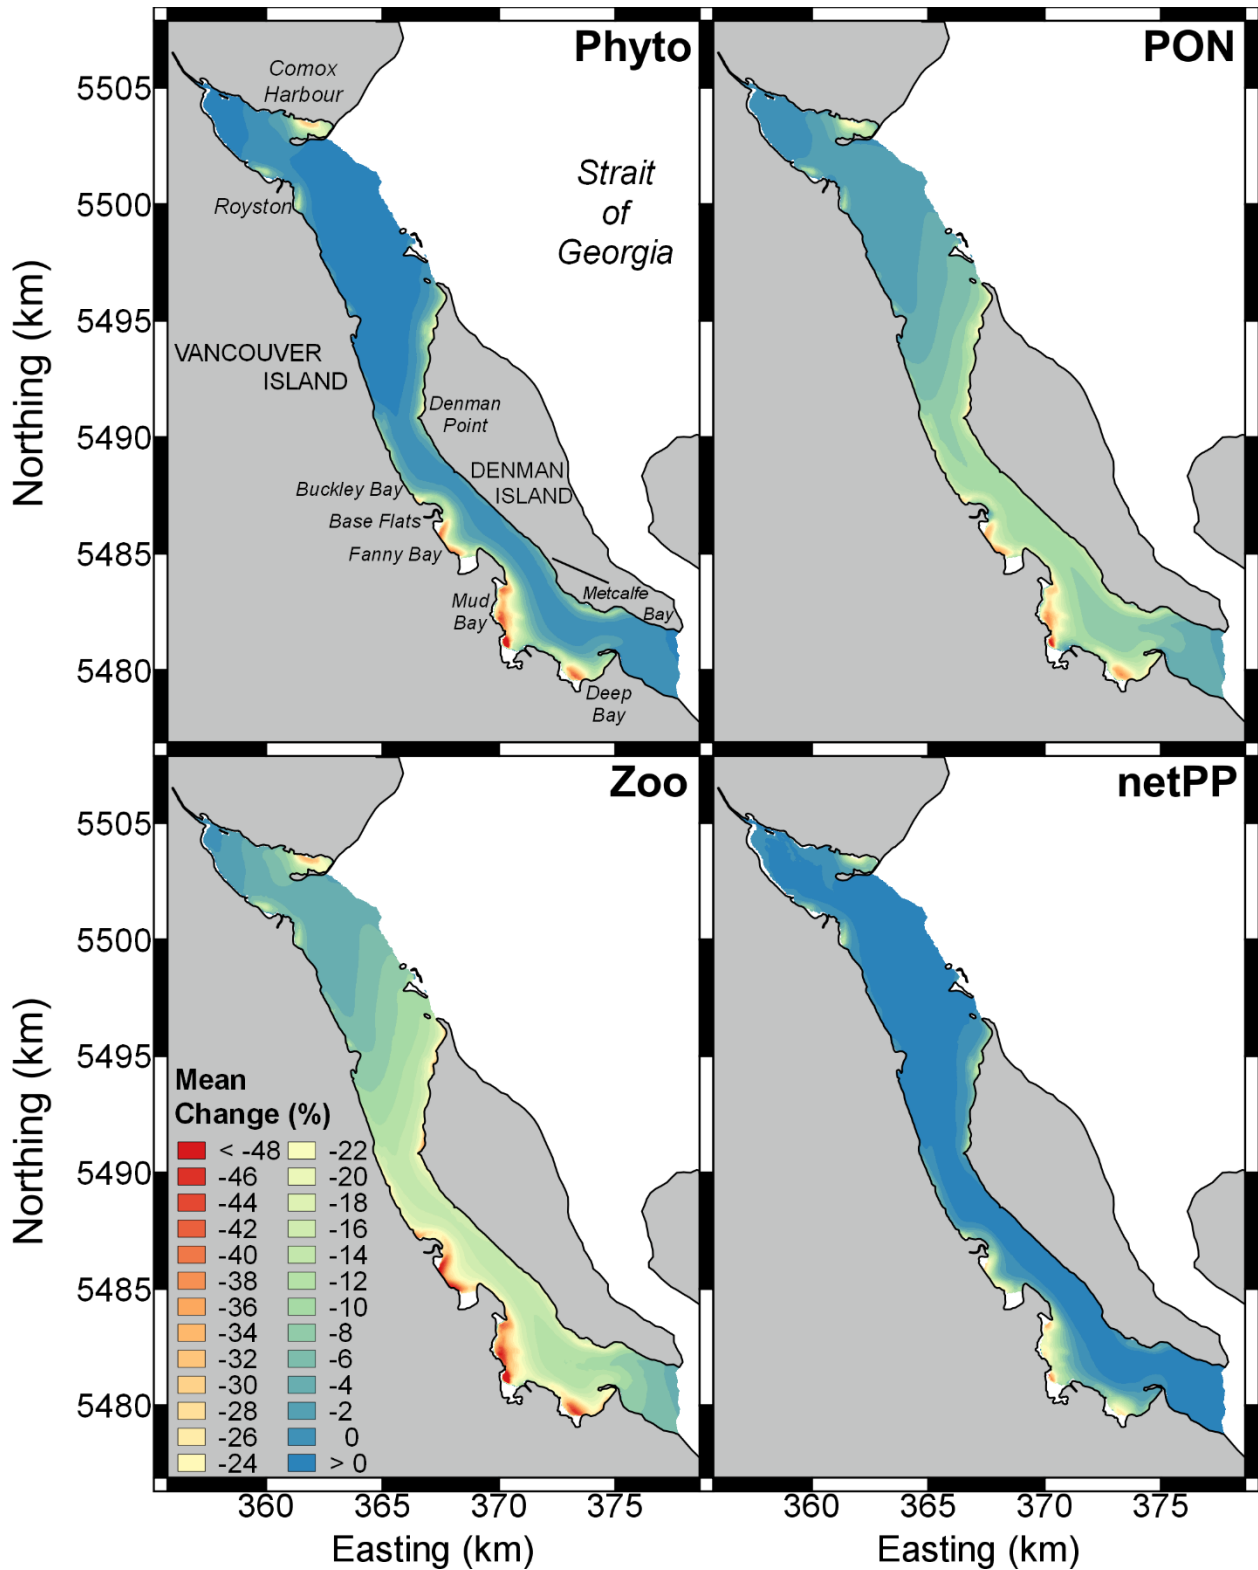 Phyto
PON
Comox
Harbour
Strait
of
Georgia
Royston
VANCOUVER
ISLAND
Denman
Point
DENMAN
ISLAND
Buckley Bay
Base Flats
Fanny Bay
Metcalfe
Bay
Mud
Bay
Deep
Bay
5505
5500
5495
5490
5485
5480
Northing (km)
Zoo
netPP
Mean
Change (%)
< -48 -22
-46 -20
-44 -18
-42 -16
-40 -14
-38 -12
-36 -10
-34 -8
-32 -6
-30 -4
-28 -2
-26 0
-24 > 0
5505
5500
5495
5490
5485
5480
Northing (km)
360 365 370 375 360 365 370 375
Easting (km) Easting (km)